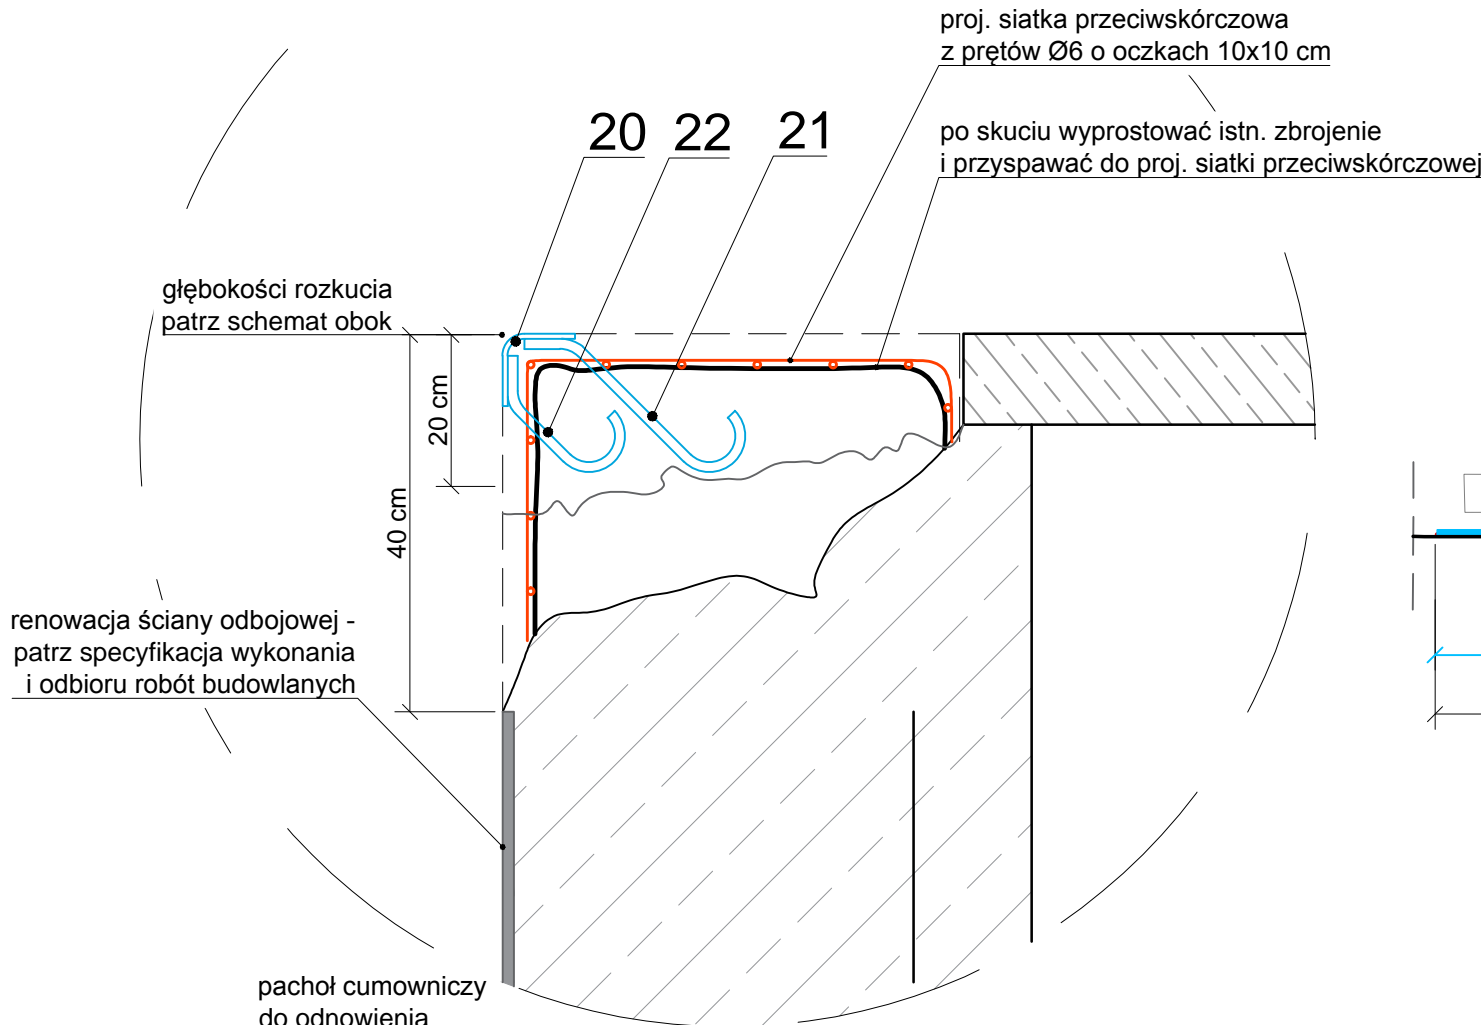 proj. siatka przeciwskórczowa
z prętów Ø6 o oczkach 10x10 cm
20 22 21
po skuciu wyprostować istn. zbrojenie
i przyspawać do proj. siatki przeciwskórczowej
głębokości rozkucia
patrz schemat obok
20 cm
40 cm
renowacja ściany odbojowej -
patrz specyfikacja wykonania
i odbioru robót budowlanych
pachoł cumowniczy
do odnowienia